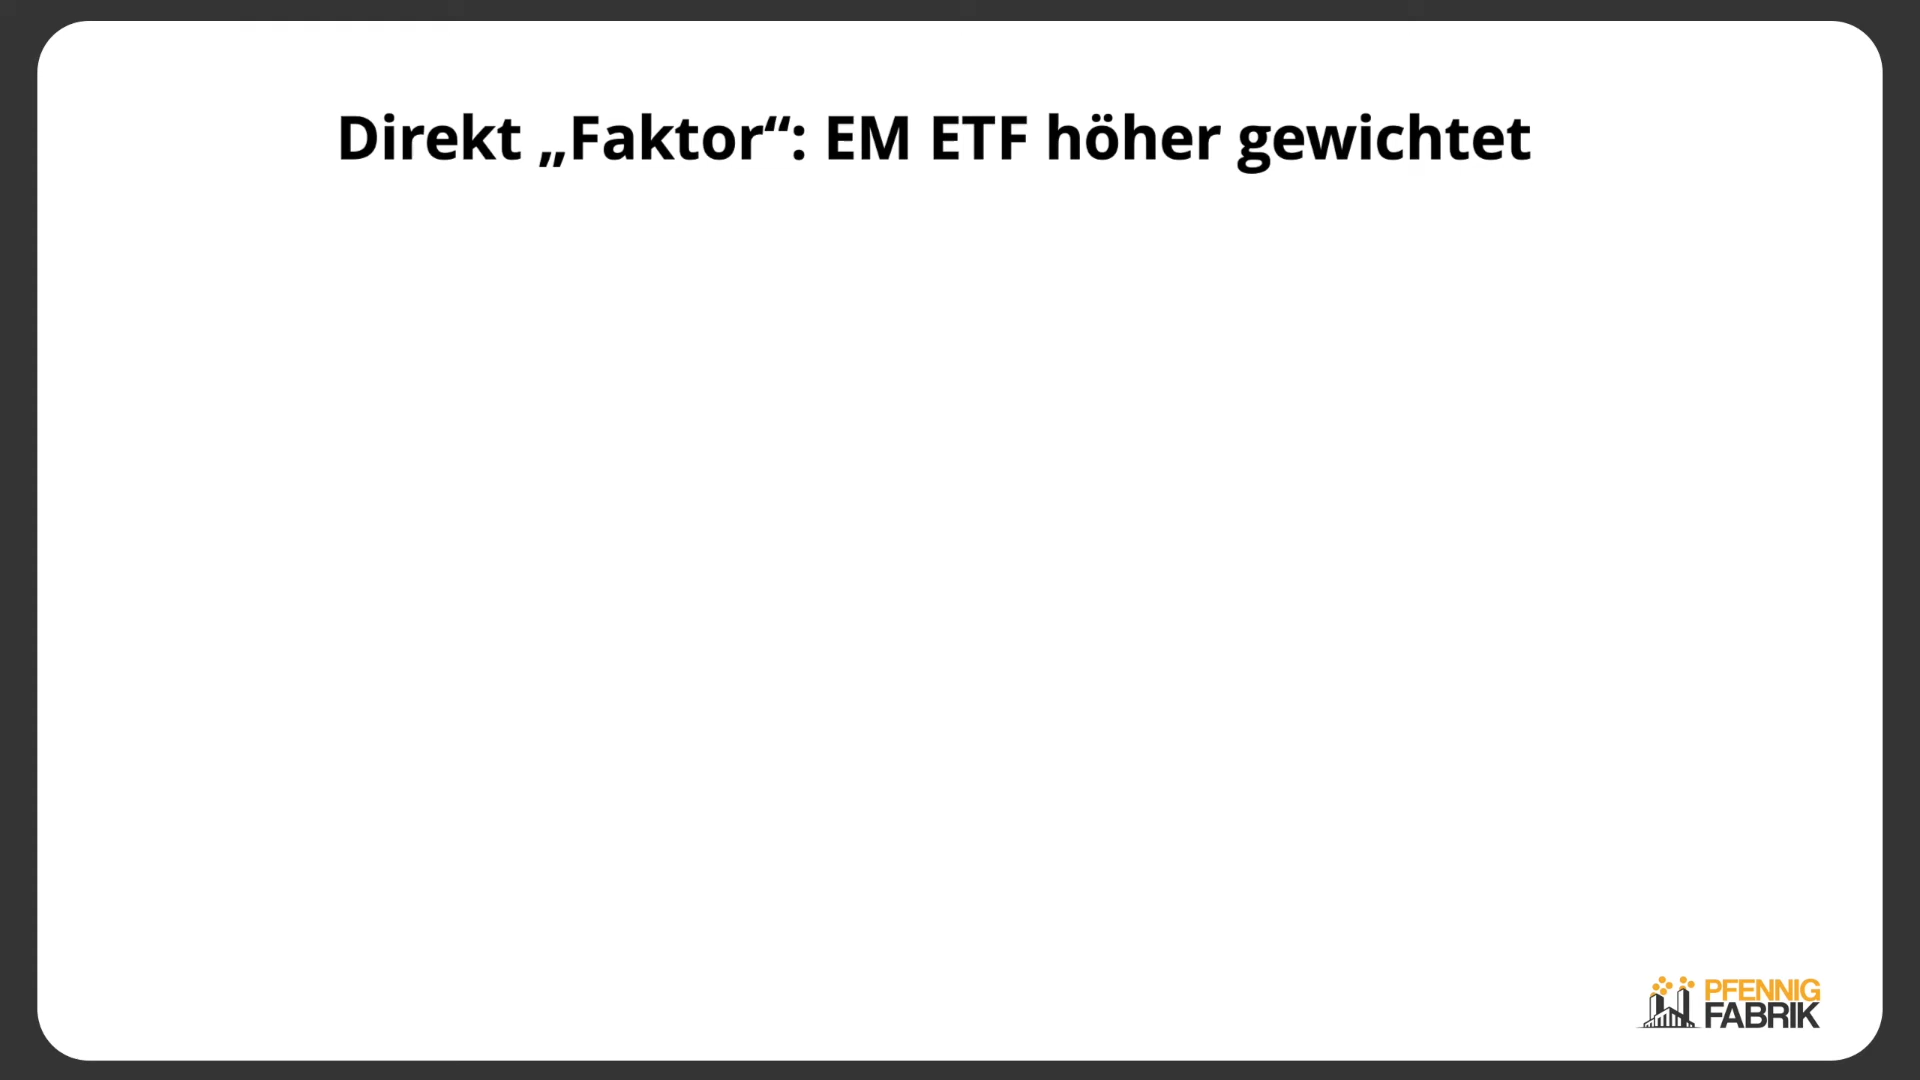 Direkt „Faktor“: EM ETF höher gewichtet
PFENNIG
FABRIK